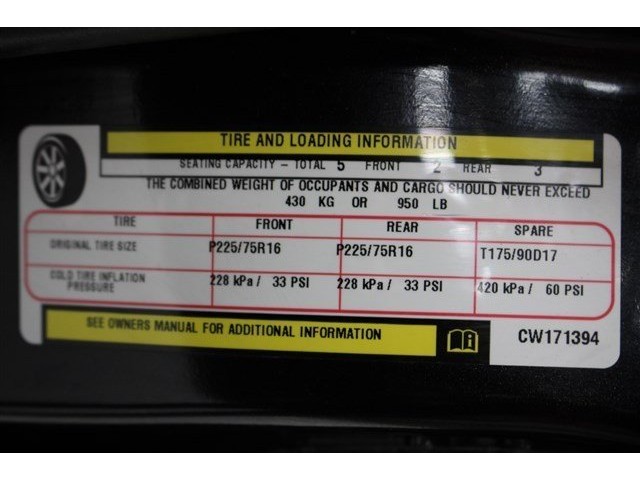 TIRE AND LOADING INFORMATION
SEATING CAPACITY - TOTAL 5 FRONT 2 REAR 3
THE COMBINED WEIGHT OF OCCUPANTS AND CARGO SHOULD NEVER EXCEED
430 KG OR 950 LB
TIRE FRONT REAR SPARE
ORIGINAL TIRE SIZE P225/75R16 P225/75R16 T175/90D17
COLD TIRE INFLATION PRESSURE 228 kPa / 33 PSI 228 kPa / 33 PSI 420 kPa / 60 PSI
SEE OWNERS MANUAL FOR ADDITIONAL INFORMATION
CW171394